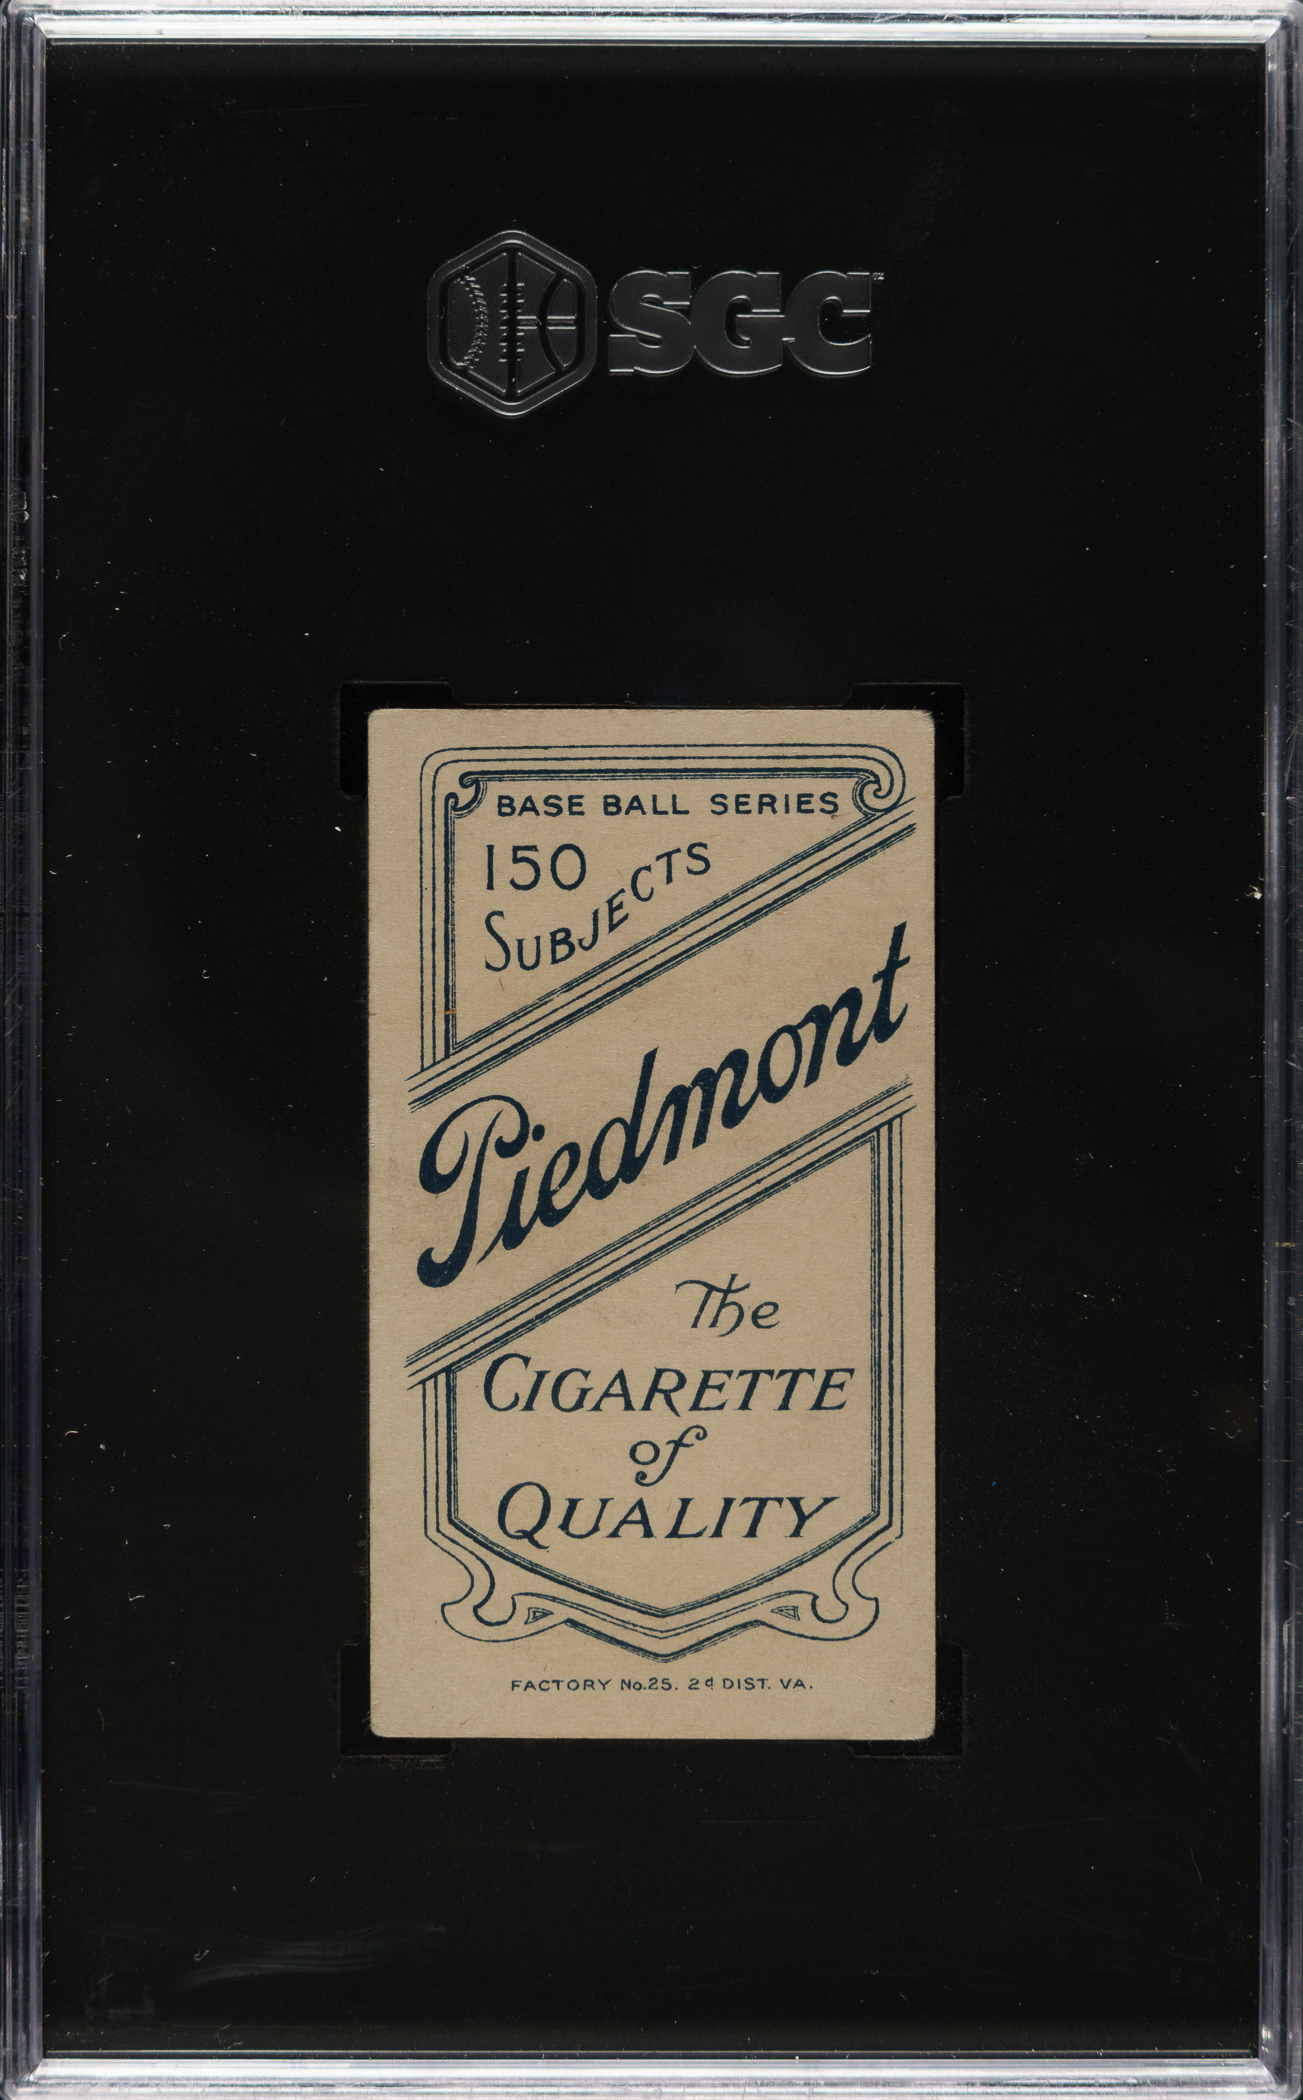 SGC
BASE BALL SERIES
150
SUBJECTS
Piedmont
The
CIGARETTE
of
QUALITY
FACTORY No.25. 2d DIST. VA.